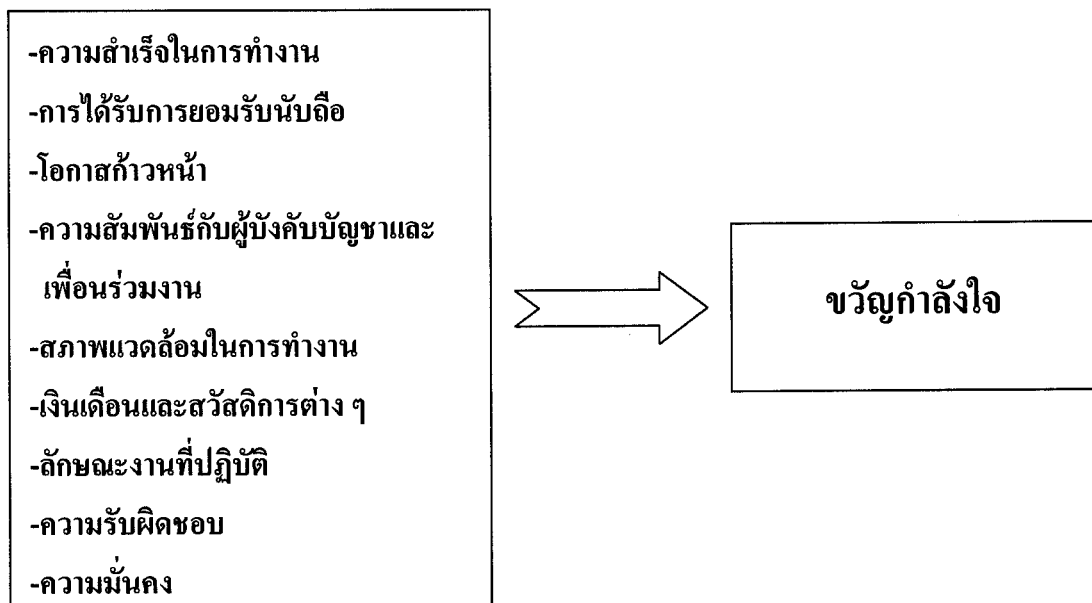 -ความสำเร็จในการทำงาน
-การได้รับการยอมรับนับถือ
-โอกาสก้าวหน้า
-ความสัมพันธ์กับผู้บังคับบัญชาและ
เพื่อนร่วมงาน
-สภาพแวดล้อมในการทำงาน
-เงินเดือนและสวัสดิการต่าง ๆ
-ลักษณะงานที่ปฏิบัติ
-ความรับผิดชอบ
-ความมั่นคง
ขวัญกำลังใจ